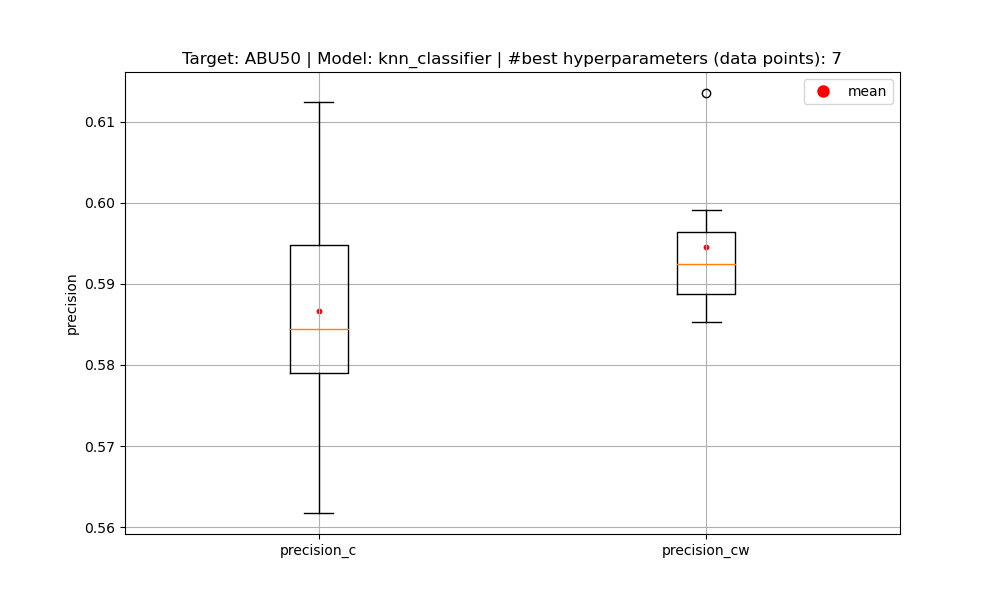 Target: ABU50 | Model: knn_classifier | #best hyperparameters (data points): 7
mean
0.61
0.60
0.59
0.58
0.57
0.56
precision
precision_c
precision_cw